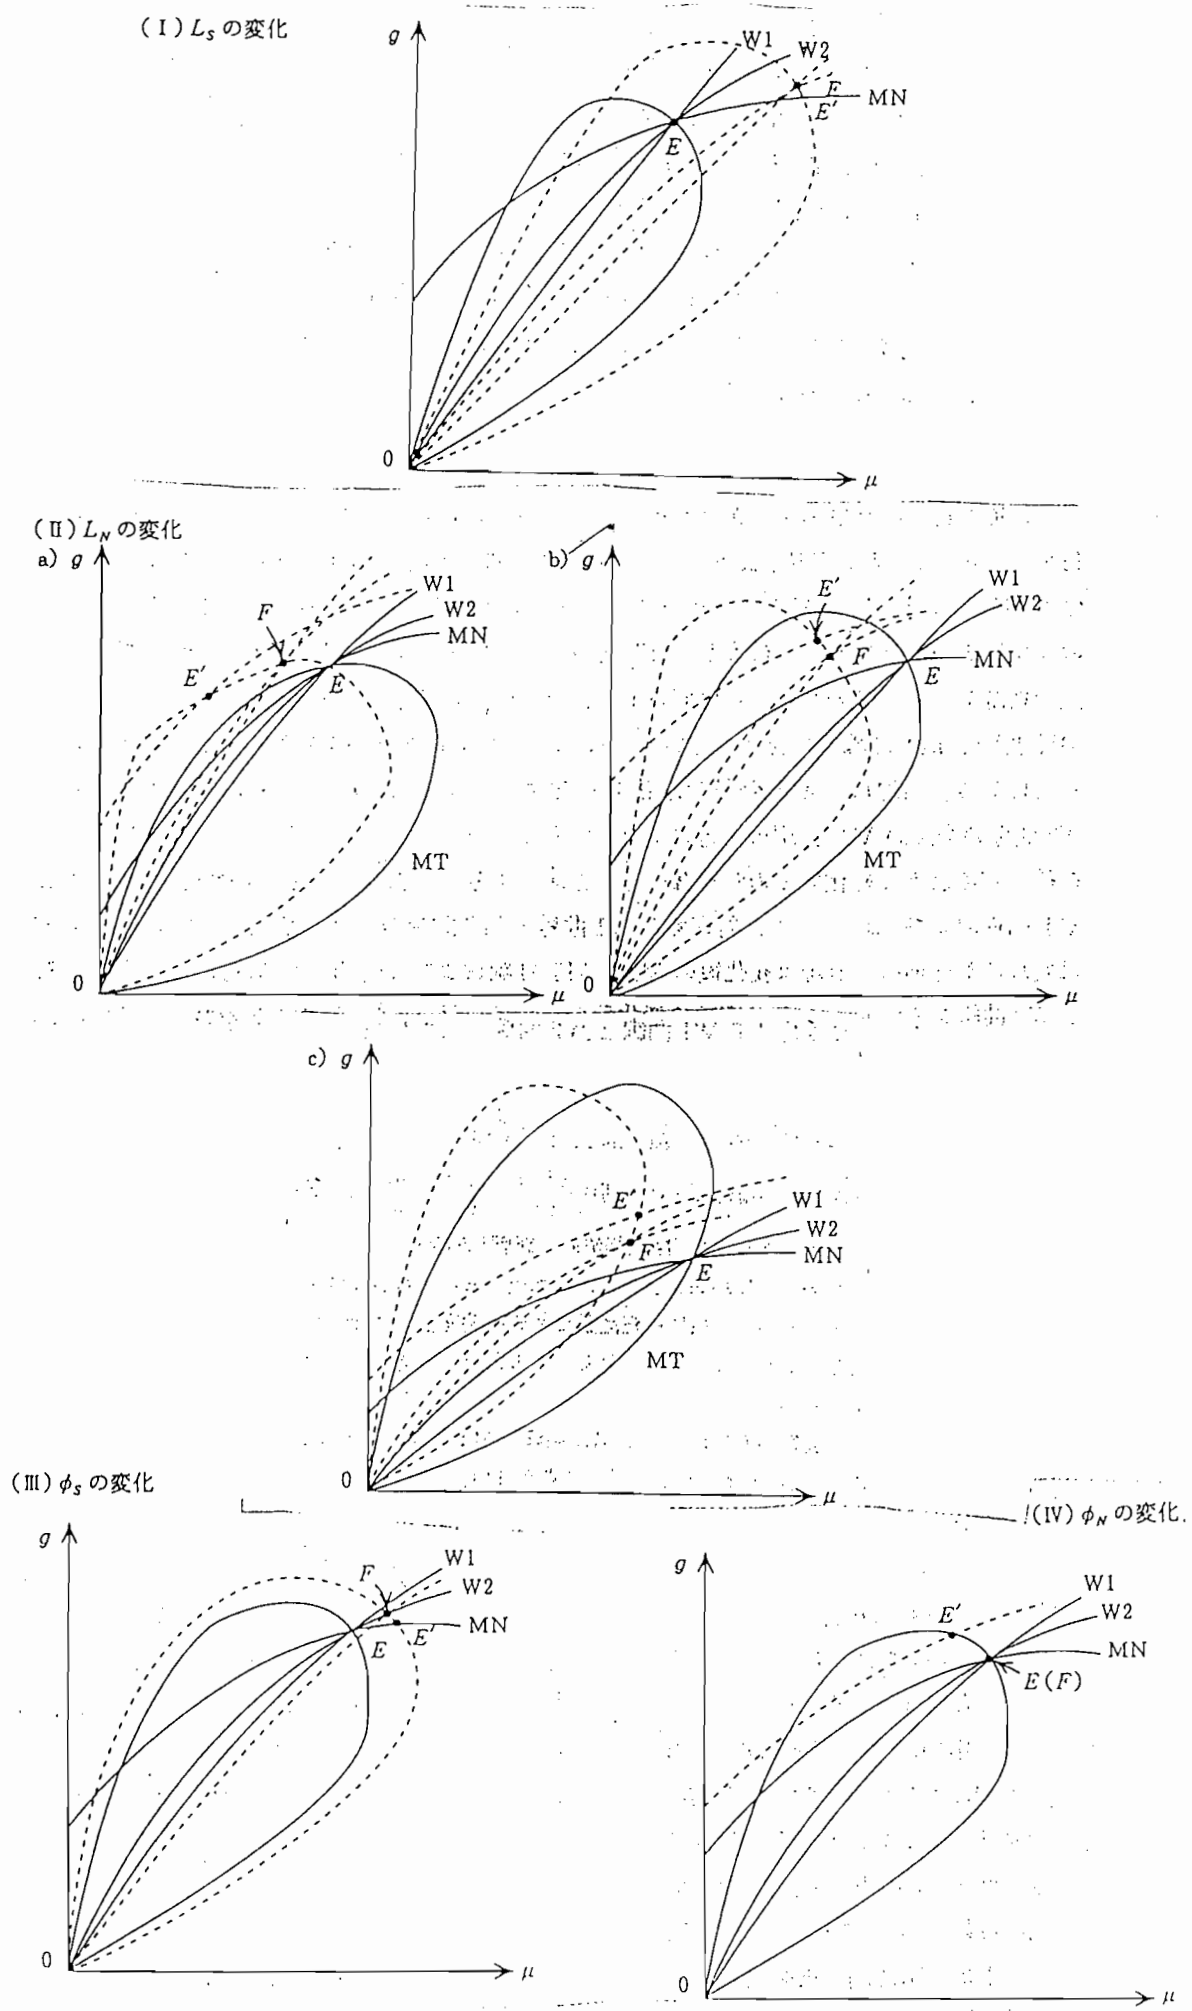 (Ⅰ) L_S の変化
g
W1
W2
F
MN
E'
E
0
μ
(Ⅱ) L_N の変化
a) g
W1
F
W2
MN
E'
E
MT
0
μ
b) g
E'
W1
W2
F
MN
E
MT
0
μ
c) g
E'
W1
W2
F
MN
E
MT
0
μ
(Ⅲ) φ_S の変化
g
W1
F
W2
MN
E'
E
0
μ
(Ⅳ) φ_N の変化
g
W1
E'
W2
MN
E(F)
0
μ